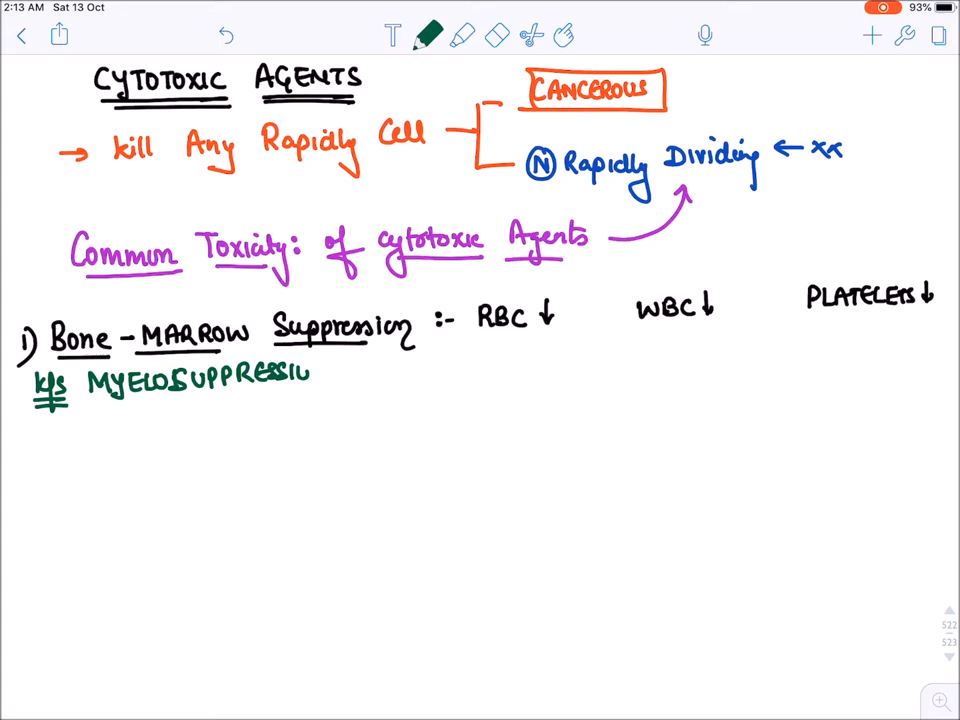 2:13 AM Sat 13 Oct 93%
T
CYTOTOXIC AGENTS
CANCEROUS
→ kill Any Rapidly Cell
Ⓝ Rapidly Dividing ← xx
Common Toxicity: of cytotoxic Agents
1) Bone - MARROW Suppression :- RBC ↓ WBC ↓ PLATELETS ↓
k/s MYELOSUPPRESSIV
522
523